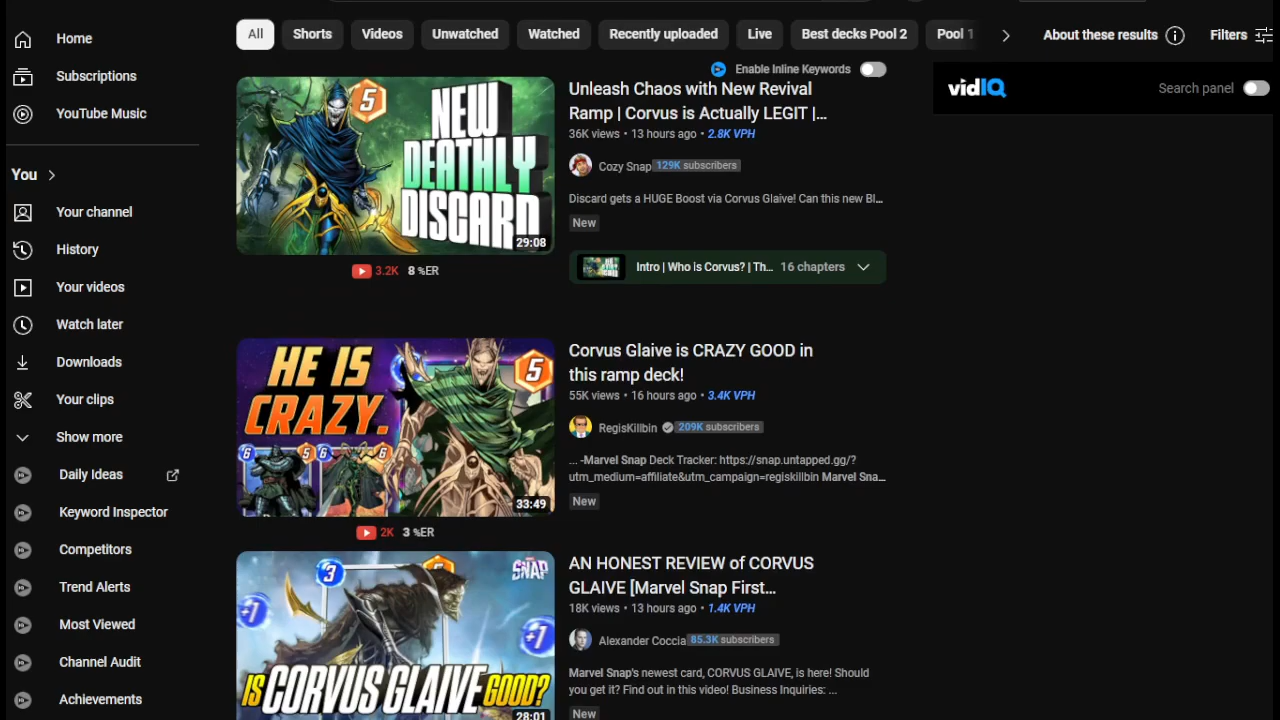 All
Shorts
Videos
Unwatched
Watched
Recently uploaded
Live
Best decks Pool 2
Pool 1
About these results
Filters
Home
Subscriptions
YouTube Music
You
Your channel
History
Your videos
Watch later
Downloads
Your clips
Show more
Daily Ideas
Keyword Inspector
Competitors
Trend Alerts
Most Viewed
Channel Audit
Achievements
5
NEW
DEATHLY
DISCARD
29:08
3.2K 8 %ER
Enable Inline Keywords
Unleash Chaos with New Revival
Ramp | Corvus is Actually LEGIT |...
36K views • 13 hours ago • 2.8K VPH
Cozy Snap 129K subscribers
Discard gets a HUGE Boost via Corvus Glaive! Can this new Bl...
New
Intro | Who is Corvus? | Th... 16 chapters
HE IS
CRAZY.
5
6
5
6
6
33:49
2K 3 %ER
Corvus Glaive is CRAZY GOOD in
this ramp deck!
55K views • 16 hours ago • 3.4K VPH
RegisKillbin 209K subscribers
... -Marvel Snap Deck Tracker: https://snap.untapped.gg/?
utm_medium=affiliate&utm_campaign=regiskillbin Marvel Sna...
New
3
SNAP
+1
+1
IS CORVUS GLAIVE GOOD?
28:01
AN HONEST REVIEW of CORVUS
GLAIVE [Marvel Snap First...
18K views • 13 hours ago • 1.4K VPH
Alexander Coccia 85.3K subscribers
Marvel Snap's newest card, CORVUS GLAIVE, is here! Should
you get it? Find out in this video! Business Inquiries: ...
New
vidIQ
Search panel